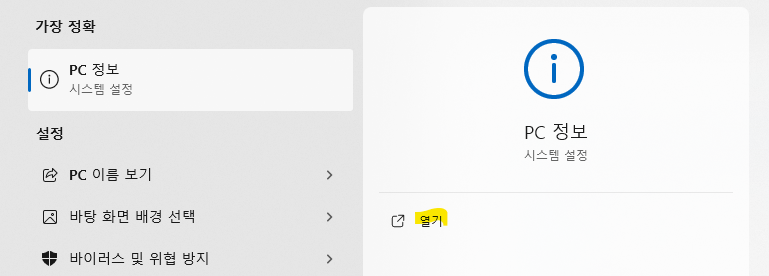 가장 정확
PC 정보
시스템 설정
설정
PC 이름 보기
바탕 화면 배경 선택
바이러스 및 위협 방지
PC 정보
시스템 설정
열기